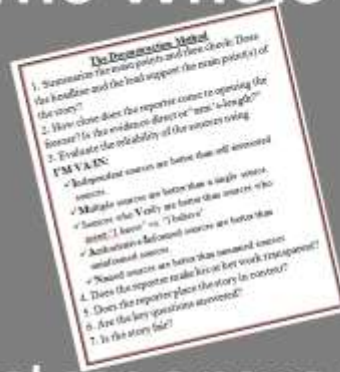 The Deconstruction Method
1. Summarize the main points and then check: Does
the headline and the lead support the main point(s) of
the story?
2. How close does the reporter come to opening the
freezer? Is the evidence direct or "arm's-length?"
3. Evaluate the reliability of the sources using
I'M VA/IN:
✓Independent sources are better than self-interested
sources.
✓Multiple sources are better than a single source.
✓Sources who Verify are better than sources who
assert "I know" vs. "I believe"
✓Authoritative/Informed sources are better than
uninformed sources.
✓Named sources are better than unnamed sources
4. Does the reporter make his or her work transparent?
5. Does the reporter place the story in context?
6. Are the key questions answered?
7. Is the story fair?